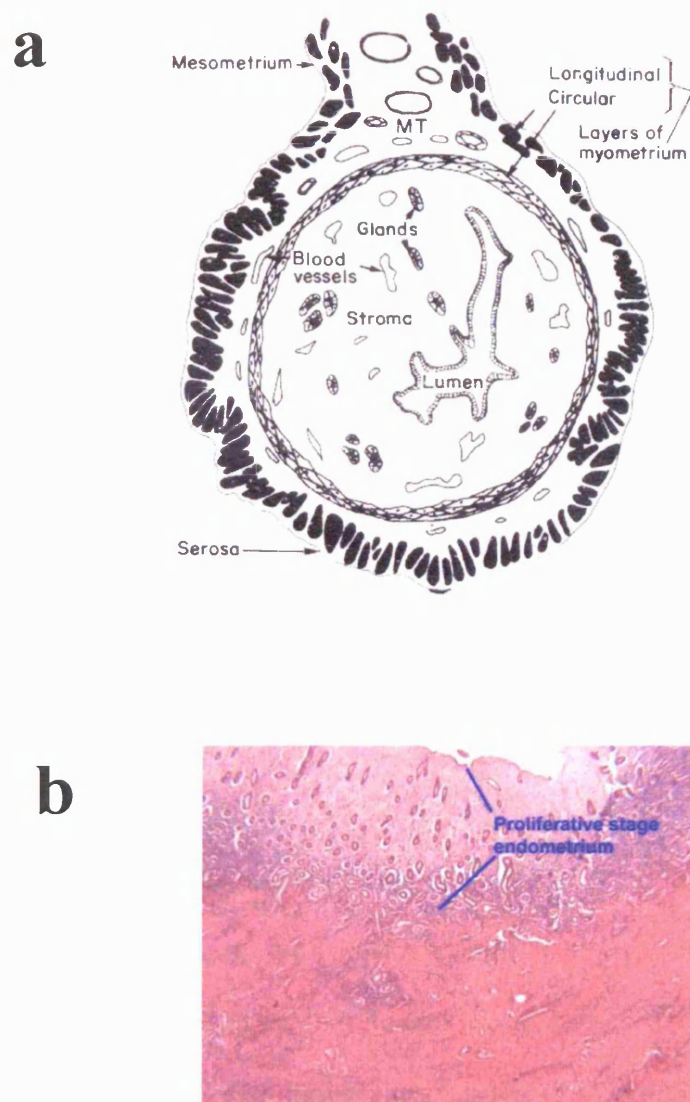 a
Mesometrium
MT
Longitudinal
Circular
Layers of
myometrium
Glands
Blood
vessels
Stroma
Lumen
Serosa
b
Proliferative stage
endometrium